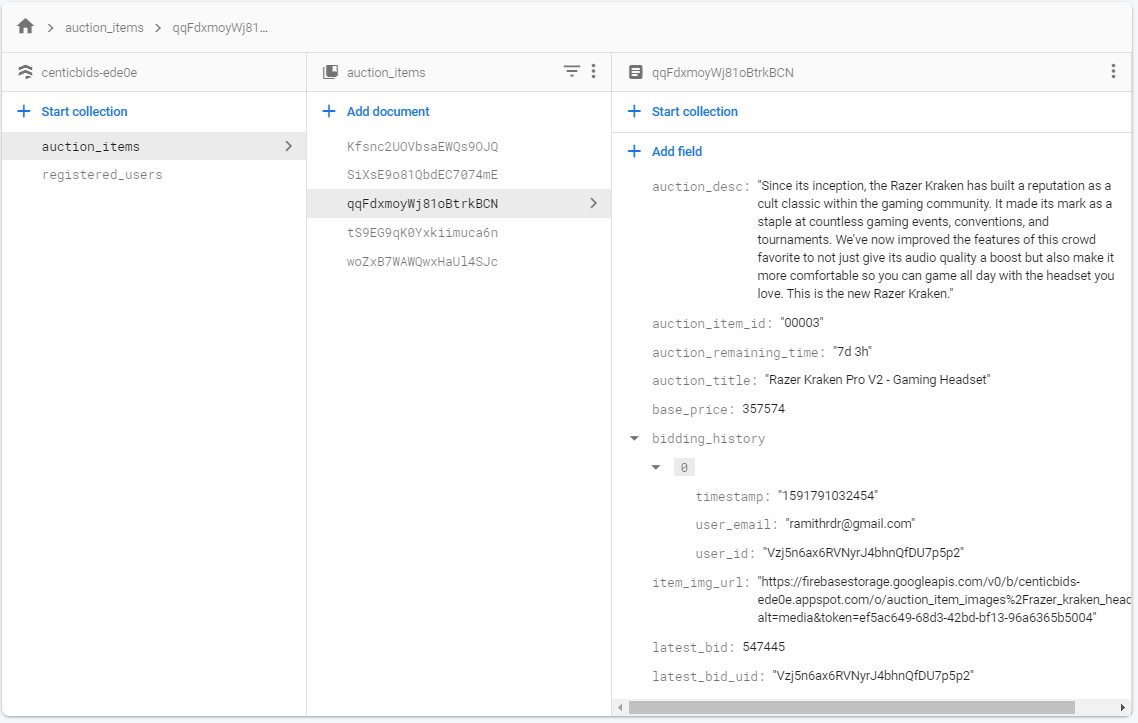 auction_items
qqFdxmoyWj81…
centicbids-ede0e
Start collection
auction_items
registered_users
auction_items
Add document
Kfsnc2UOVbsaEWQs9OJQ
SiXsE9o81QbdEC7074mE
qqFdxmoyWj81oBtrkBCN
tS9EG9qK0Yxkiimuca6n
woZxB7WAWQwxHaUl4SJc
qqFdxmoyWj81oBtrkBCN
Start collection
Add field
auction_desc: "Since its inception, the Razer Kraken has built a reputation as a
cult classic within the gaming community. It made its mark as a
staple at countless gaming events, conventions, and
tournaments. We've now improved the features of this crowd
favorite to not just give its audio quality a boost but also make it
more comfortable so you can game all day with the headset you
love. This is the new Razer Kraken."
auction_item_id: "00003"
auction_remaining_time: "7d 3h"
auction_title: "Razer Kraken Pro V2 - Gaming Headset"
base_price: 357574
bidding_history
0
timestamp: "1591791032454"
user_email: "ramithrdr@gmail.com"
user_id: "Vzj5n6ax6RVNyrJ4bhnQfDU7p5p2"
item_img_url: "https://firebasestorage.googleapis.com/v0/b/centicbids-
ede0e.appspot.com/o/auction_item_images%2Frazer_kraken_head
alt=media&token=ef5ac649-68d3-42bd-bf13-96a6365b5004"
latest_bid: 547445
latest_bid_uid: "Vzj5n6ax6RVNyrJ4bhnQfDU7p5p2"